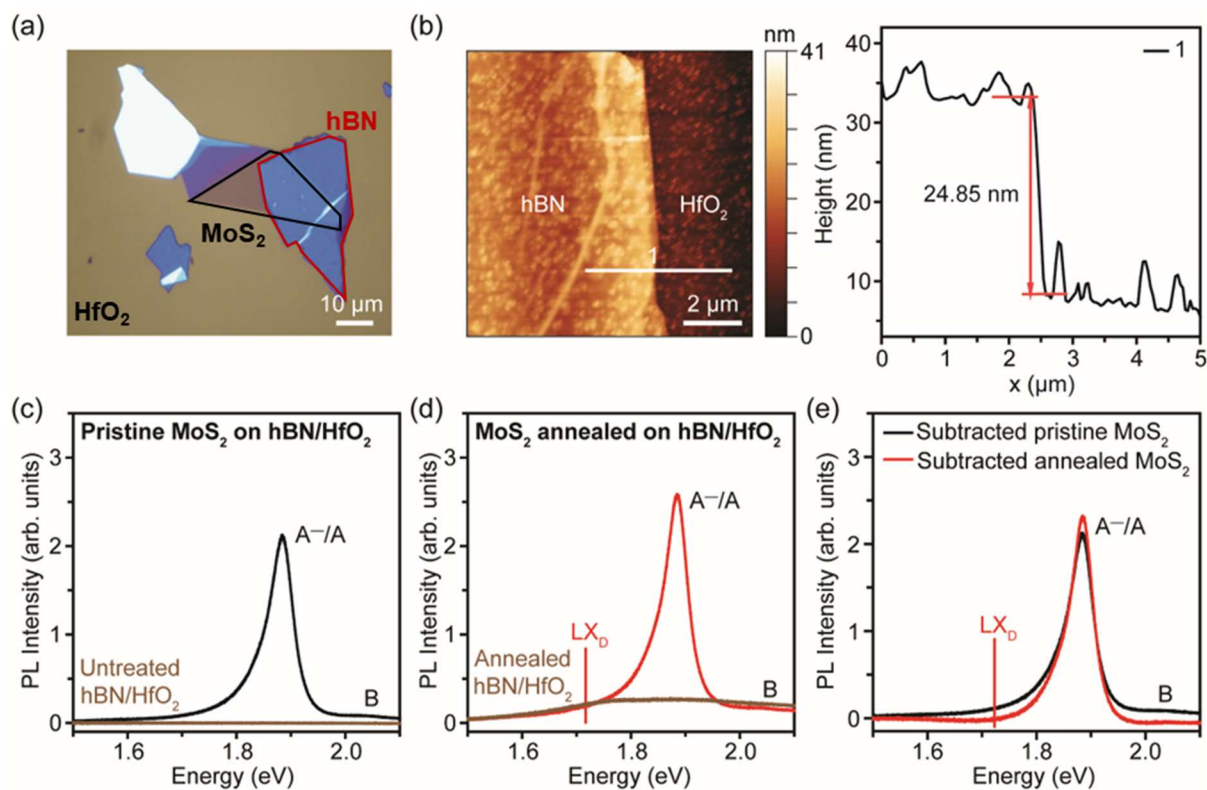 (a)
hBN
MoS₂
HfO₂
10 µm
(b)
hBN
HfO₂
1
2 µm
nm
41
0
Height (nm)
40
30
20
10
1
24.85 nm
0 1 2 3 4 5
x (µm)
(c)
Pristine MoS₂ on hBN/HfO₂
PL Intensity (arb. units)
3
2
1
0
A⁻/A
Untreated
hBN/HfO₂
B
1.6 1.8 2.0
Energy (eV)
(d)
MoS₂ annealed on hBN/HfO₂
PL Intensity (arb. units)
3
2
1
0
A⁻/A
LX_D
Annealed
hBN/HfO₂
B
1.6 1.8 2.0
Energy (eV)
(e)
Subtracted pristine MoS₂
Subtracted annealed MoS₂
PL Intensity (arb. units)
3
2
1
0
A⁻/A
LX_D
B
1.6 1.8 2.0
Energy (eV)